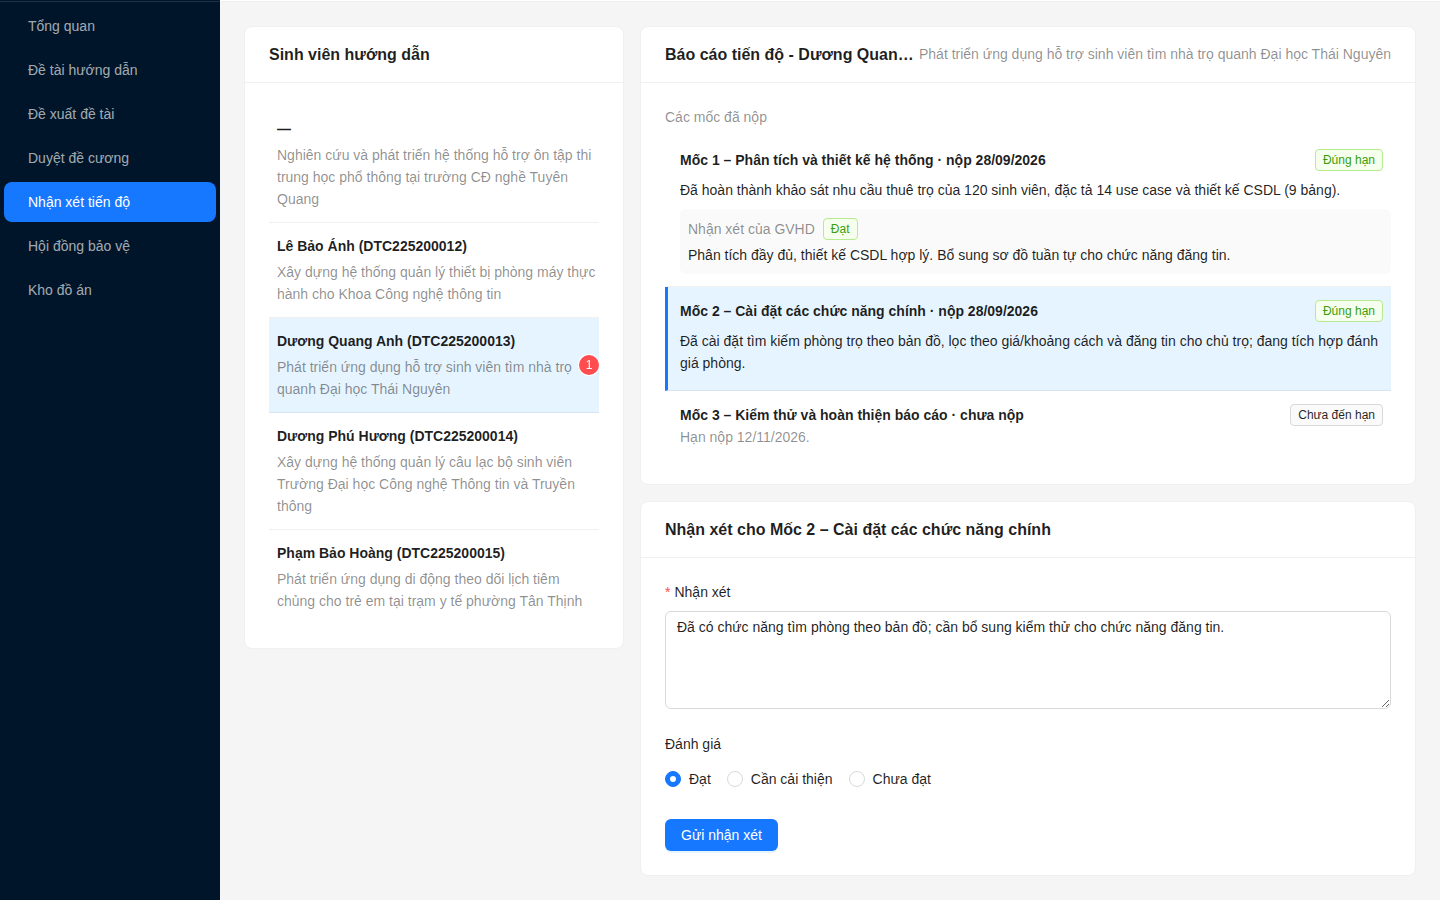 Tổng quan
Đề tài hướng dẫn
Đề xuất đề tài
Duyệt đề cương
Nhận xét tiến độ
Hội đồng bảo vệ
Kho đồ án
Sinh viên hướng dẫn
—
Nghiên cứu và phát triển hệ thống hỗ trợ ôn tập thi
trung học phổ thông tại trường CĐ nghề Tuyên
Quang
Lê Bảo Ánh (DTC225200012)
Xây dựng hệ thống quản lý thiết bị phòng máy thực
hành cho Khoa Công nghệ thông tin
Dương Quang Anh (DTC225200013)
Phát triển ứng dụng hỗ trợ sinh viên tìm nhà trọ
quanh Đại học Thái Nguyên
1
Dương Phú Hương (DTC225200014)
Xây dựng hệ thống quản lý câu lạc bộ sinh viên
Trường Đại học Công nghệ Thông tin và Truyền
thông
Phạm Bảo Hoàng (DTC225200015)
Phát triển ứng dụng di động theo dõi lịch tiêm
chủng cho trẻ em tại trạm y tế phường Tân Thịnh
Báo cáo tiến độ - Dương Quan... Phát triển ứng dụng hỗ trợ sinh viên tìm nhà trọ quanh Đại học Thái Nguyên
Các mốc đã nộp
Mốc 1 – Phân tích và thiết kế hệ thống · nộp 28/09/2026 Đúng hạn
Đã hoàn thành khảo sát nhu cầu thuê trọ của 120 sinh viên, đặc tả 14 use case và thiết kế CSDL (9 bảng).
Nhận xét của GVHD Đạt
Phân tích đầy đủ, thiết kế CSDL hợp lý. Bổ sung sơ đồ tuần tự cho chức năng đăng tin.
Mốc 2 – Cài đặt các chức năng chính · nộp 28/09/2026 Đúng hạn
Đã cài đặt tìm kiếm phòng trọ theo bản đồ, lọc theo giá/khoảng cách và đăng tin cho chủ trọ; đang tích hợp đánh
giá phòng.
Mốc 3 – Kiểm thử và hoàn thiện báo cáo · chưa nộp Chưa đến hạn
Hạn nộp 12/11/2026.
Nhận xét cho Mốc 2 – Cài đặt các chức năng chính
* Nhận xét
Đã có chức năng tìm phòng theo bản đồ; cần bổ sung kiểm thử cho chức năng đăng tin.
Đánh giá
Đạt Cần cải thiện Chưa đạt
Gửi nhận xét